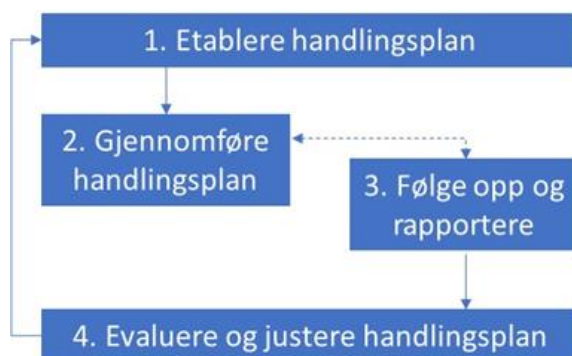 1. Etablere handlingsplan
2. Gjennomføre
handlingsplan
3. Følge opp og
rapportere
4. Evaluere og justere handlingsplan